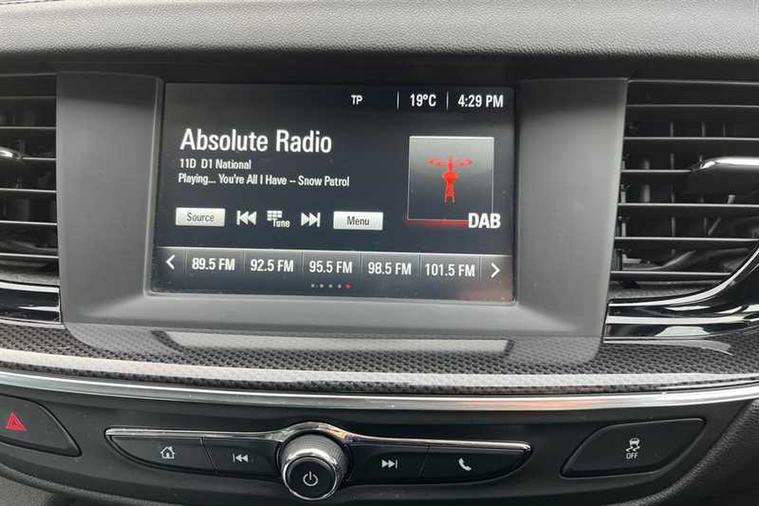 TP 19°C 4:29 PM
Absolute Radio
11D D1 National
Playing... You're All I Have -- Snow Patrol
DAB
Source Tune Menu
89.5 FM 92.5 FM 95.5 FM 98.5 FM 101.5 FM
OFF